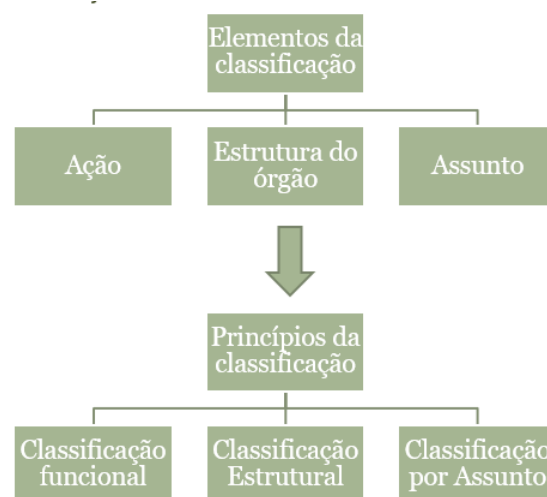 Elementos da
classificação
Ação
Estrutura do
órgão
Assunto
Princípios da
classificação
Classificação
funcional
Classificação
Estrutural
Classificação
por Assunto